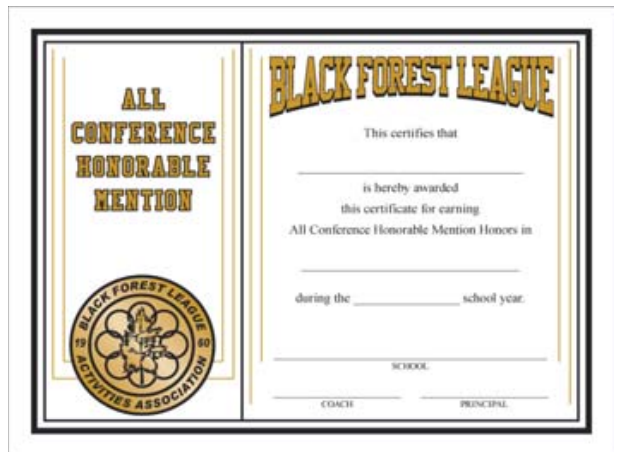 ALL
CONFERENCE
HONORABLE
MENTION
BLACK FOREST LEAGUE
19 60
ACTIVITIES ASSOCIATION
BLACK FOREST LEAGUE
This certifies that
is hereby awarded
this certificate for earning
All Conference Honorable Mention Honors in
during the ____________ school year.
SCHOOL
COACH PRINCIPAL